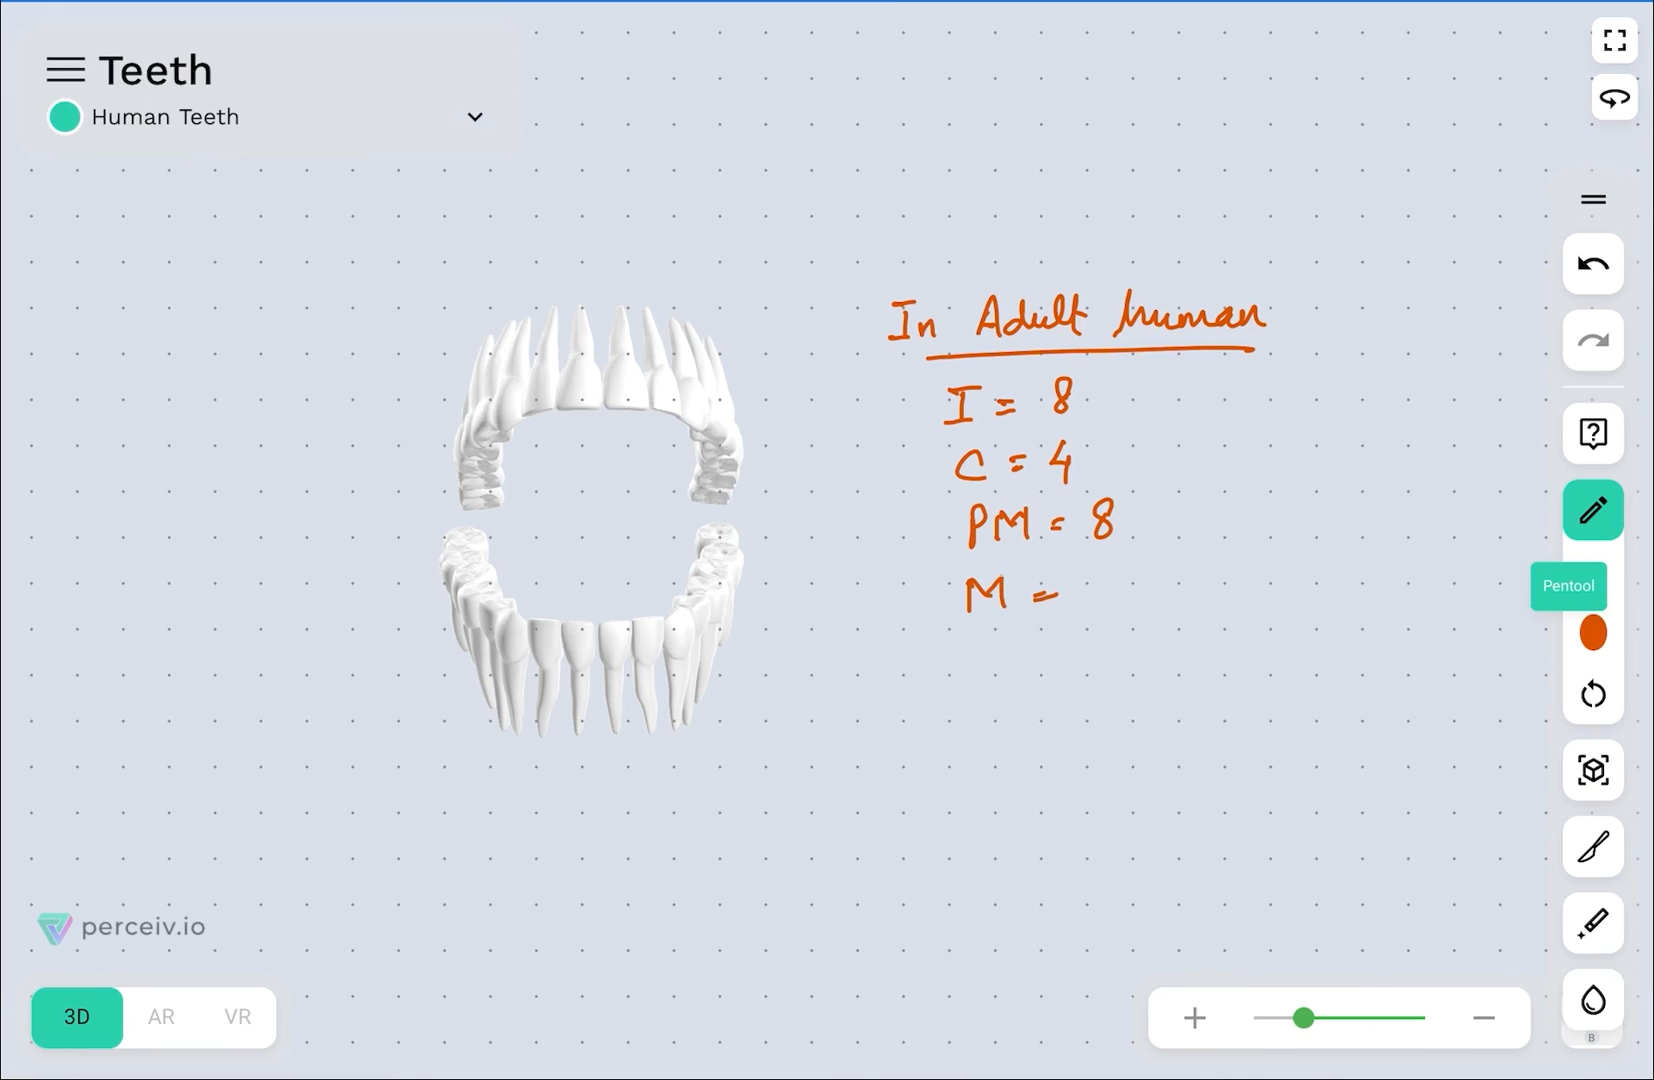 Teeth
Human Teeth
In Adult human
I = 8
C = 4
PM = 8
M =
Pentool
perceiv.io
3D AR VR
B